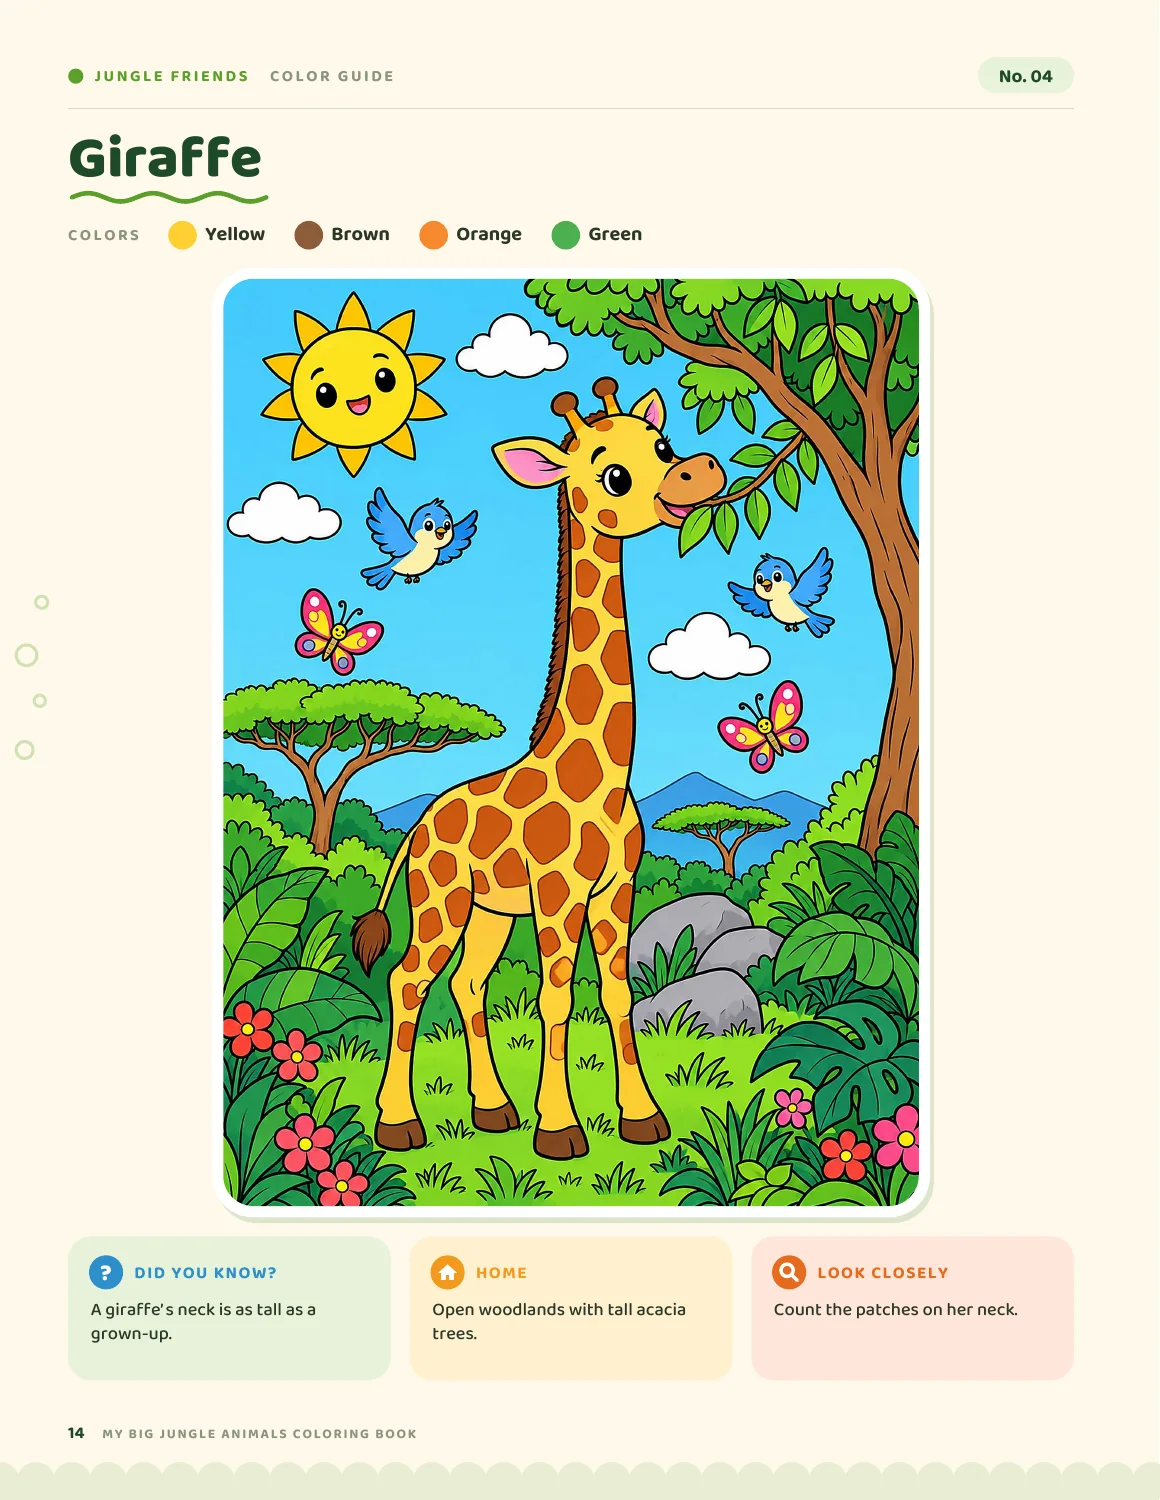 JUNGLE FRIENDS COLOR GUIDE
No. 04
Giraffe
COLORS Yellow Brown Orange Green
? DID YOU KNOW?
A giraffe's neck is as tall as a
grown-up.
HOME
Open woodlands with tall acacia
trees.
LOOK CLOSELY
Count the patches on her neck.
14 MY BIG JUNGLE ANIMALS COLORING BOOK